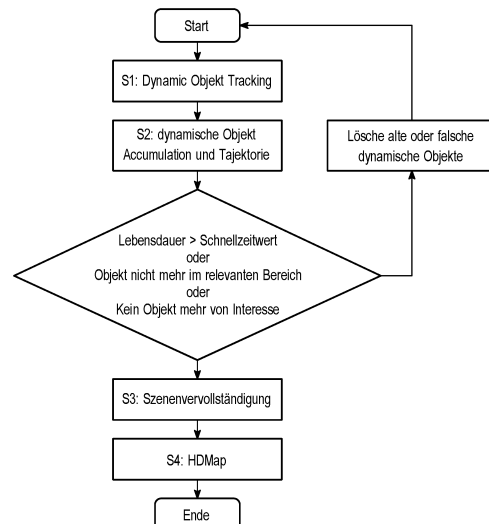 Start
S1: Dynamic Objekt Tracking
S2: dynamische Objekt
Accumulation und Tajektorie
Lösche alte oder falsche
dynamische Objekte
Lebensdauer > Schnellzeitwert
oder
Objekt nicht mehr im relevanten Bereich
oder
Kein Objekt mehr von Interesse
S3: Szenenvervollständigung
S4: HDMap
Ende